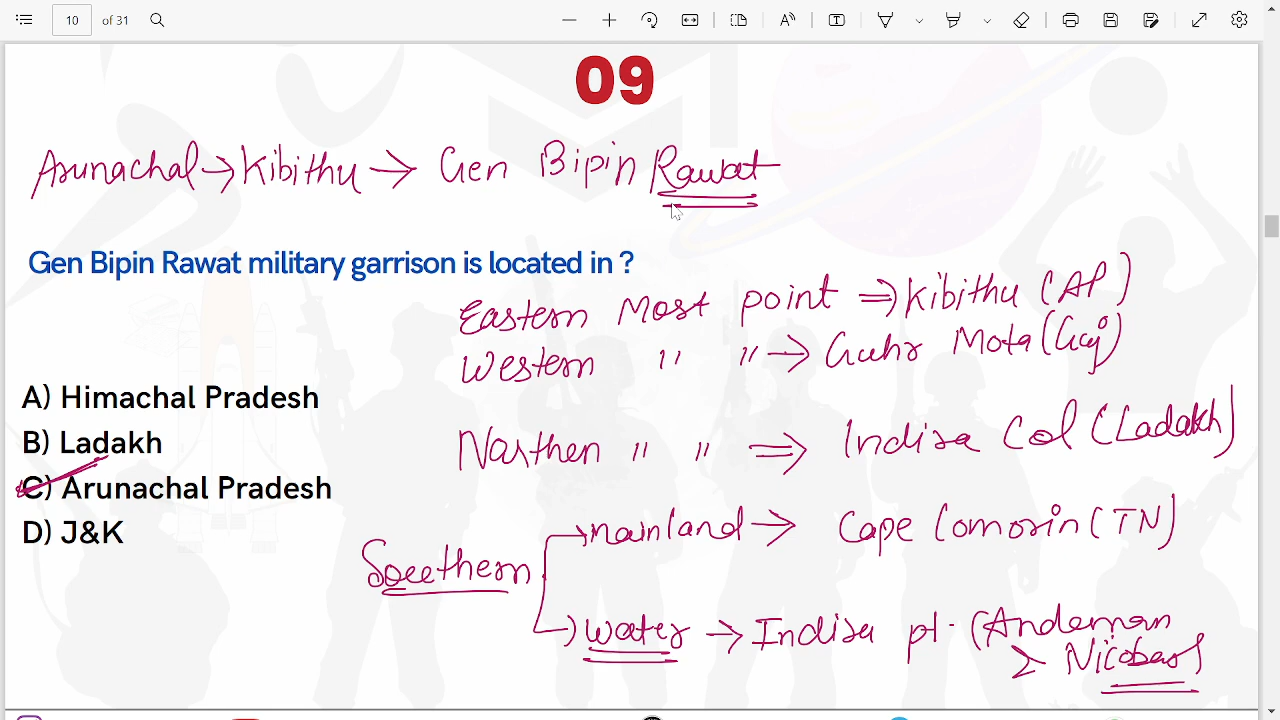 10 of 31
09
Arunachal → Kibithu → Gen Bipin Rawat
Gen Bipin Rawat military garrison is located in ?
Eastern Most point ⇒ Kibithu (AP)
Western " " → Guhr Mota (Guj)
A) Himachal Pradesh
B) Ladakh
Northen " " ⇒ Indira Col (Ladakh)
C) Arunachal Pradesh
D) J&K
Southern
mainland → Cape Comorin (TN)
water → Indira pt. (Andeman
& Nicobar)